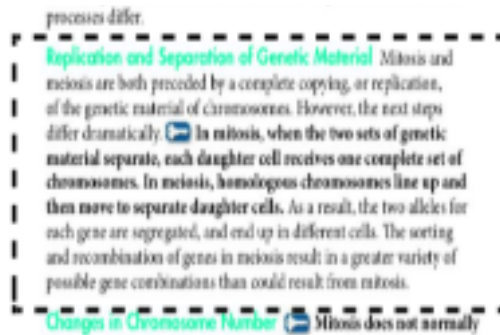 processes differ.
Replication and Separation of Genetic Material Mitosis and
meiosis are both preceded by a complete copying, or replication,
of the genetic material of chromosomes. However, the next steps
differ dramatically. In mitosis, when the two sets of genetic
material separate, each daughter cell receives one complete set of
chromosomes. In meiosis, homologous chromosomes line up and
then move to separate daughter cells. As a result, the two alleles for
each gene are segregated, and end up in different cells. The sorting
and recombination of genes in meiosis result in a greater variety of
possible gene combinations than could result from mitosis.
Changes in Chromosome Number Mitosis does not normally